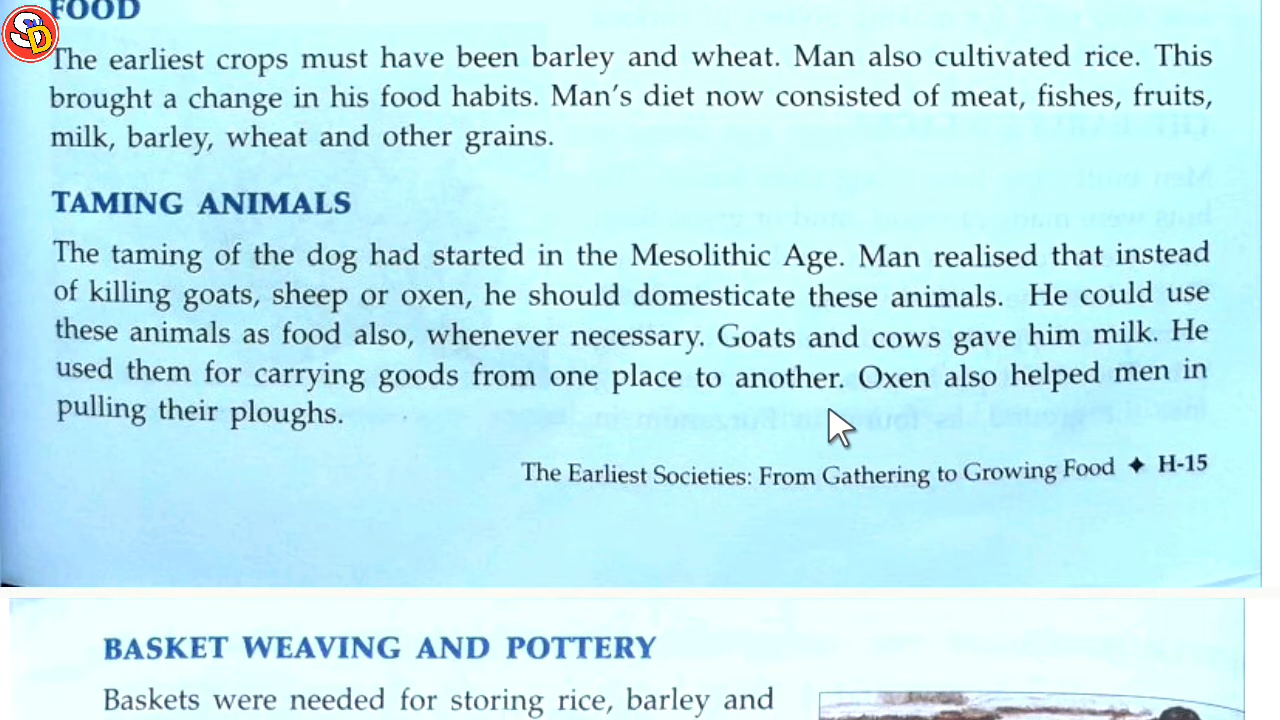 FOOD
SD
The earliest crops must have been barley and wheat. Man also cultivated rice. This
brought a change in his food habits. Man's diet now consisted of meat, fishes, fruits,
milk, barley, wheat and other grains.
TAMING ANIMALS
The taming of the dog had started in the Mesolithic Age. Man realised that instead
of killing goats, sheep or oxen, he should domesticate these animals. He could use
these animals as food also, whenever necessary. Goats and cows gave him milk. He
used them for carrying goods from one place to another. Oxen also helped men in
pulling their ploughs.
The Earliest Societies: From Gathering to Growing Food ✦ H-15
BASKET WEAVING AND POTTERY
Baskets were needed for storing rice, barley and